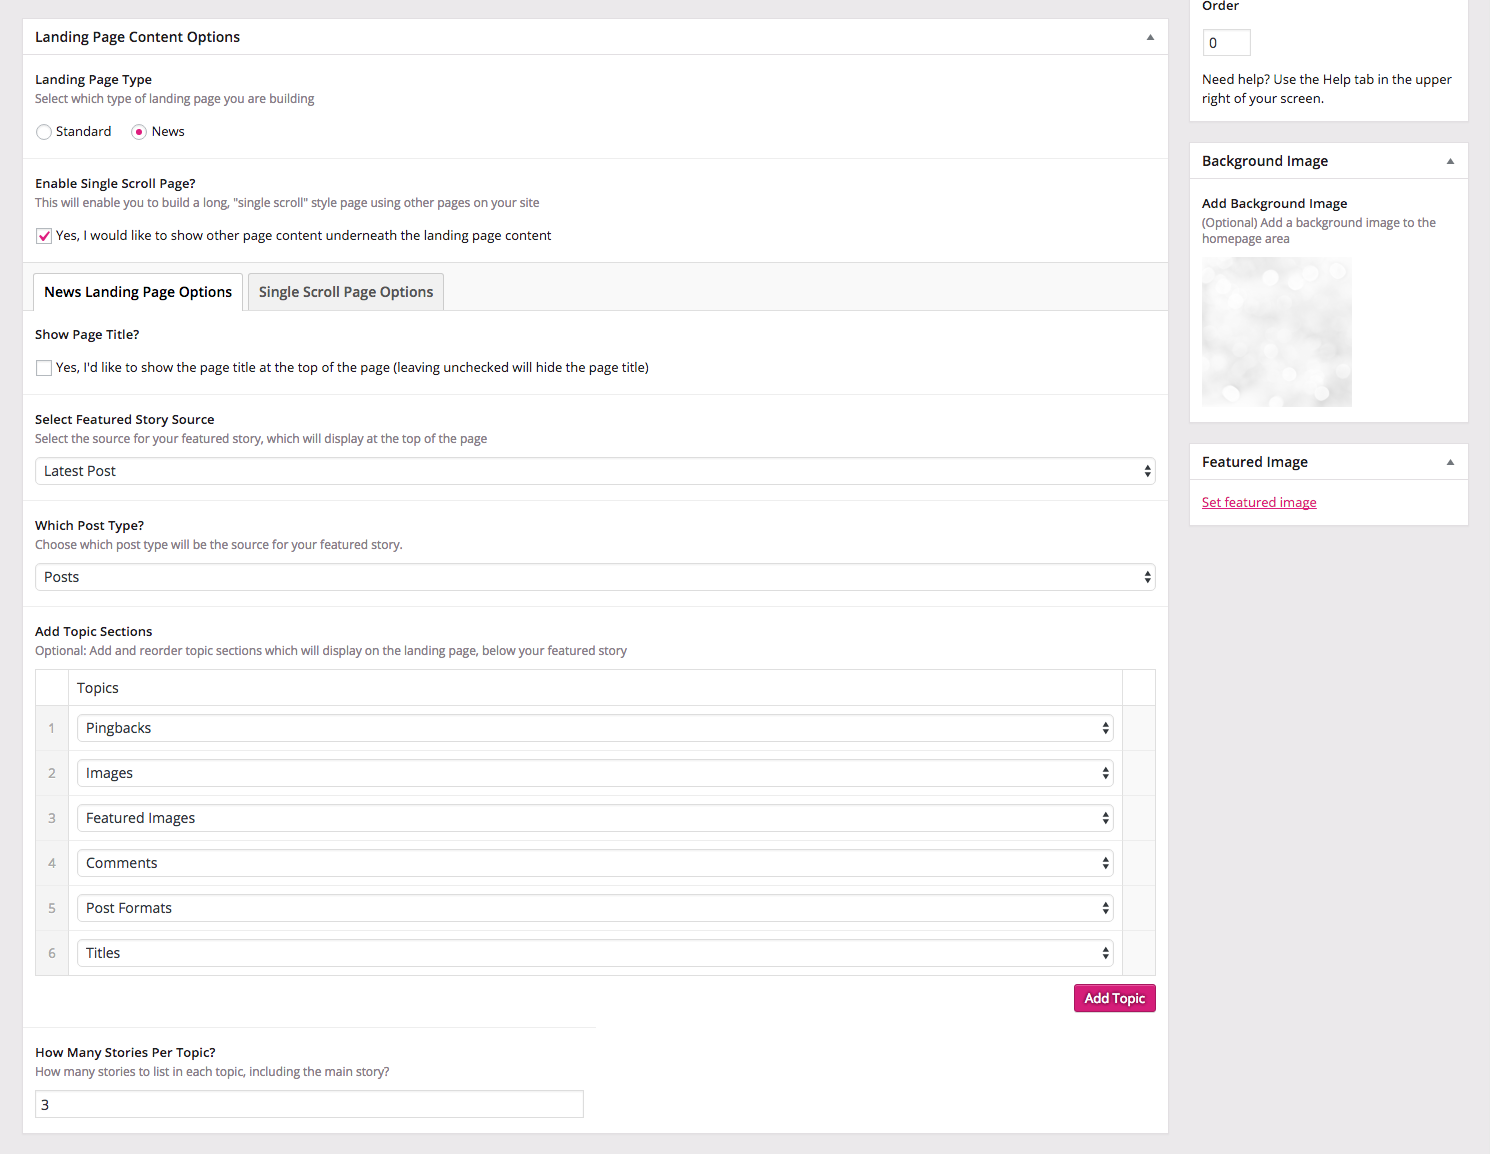 Landing Page Content Options
Landing Page Type
Select which type of landing page you are building
Standard
News
Enable Single Scroll Page?
This will enable you to build a long, "single scroll" style page using other pages on your site
Yes, I would like to show other page content underneath the landing page content
News Landing Page Options
Single Scroll Page Options
Show Page Title?
Yes, I'd like to show the page title at the top of the page (leaving unchecked will hide the page title)
Select Featured Story Source
Select the source for your featured story, which will display at the top of the page
Latest Post
Which Post Type?
Choose which post type will be the source for your featured story.
Posts
Add Topic Sections
Optional: Add and reorder topic sections which will display on the landing page, below your featured story
Topics
1 Pingbacks
2 Images
3 Featured Images
4 Comments
5 Post Formats
6 Titles
Add Topic
How Many Stories Per Topic?
How many stories to list in each topic, including the main story?
3
Order
0
Need help? Use the Help tab in the upper
right of your screen.
Background Image
Add Background Image
(Optional) Add a background image to the
homepage area
Featured Image
Set featured image